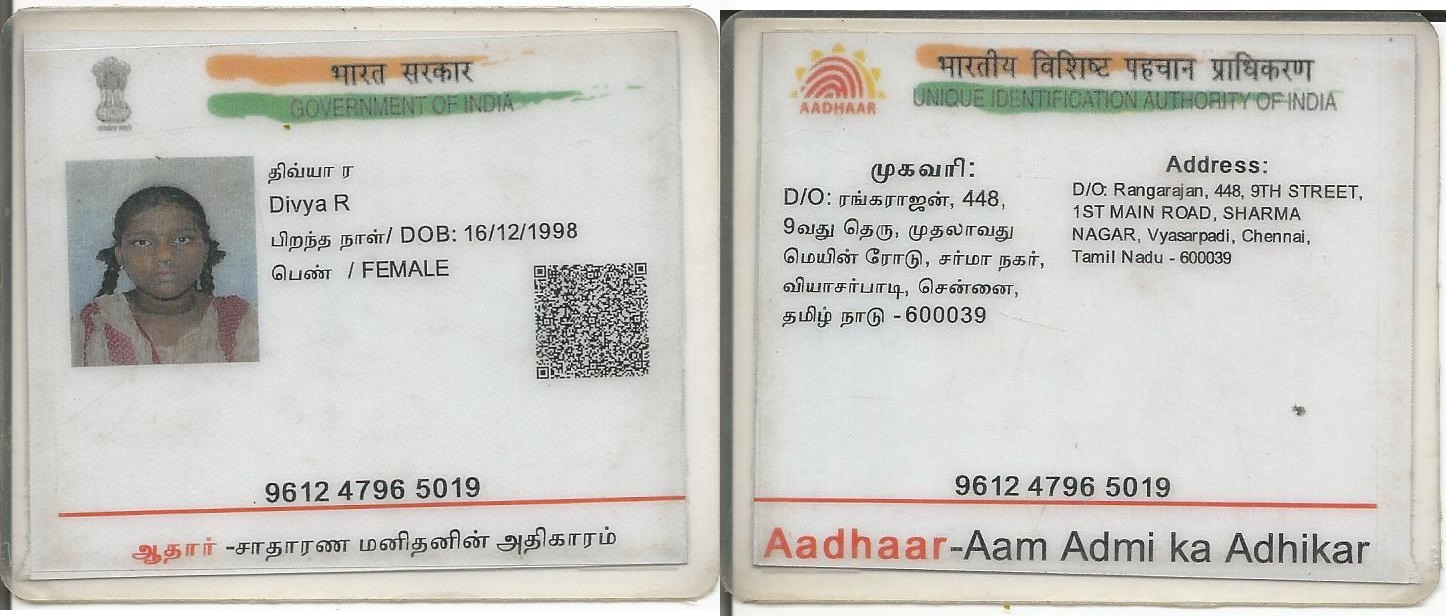 भारत सरकार
GOVERNMENT OF INDIA
திவ்யா ர
Divya R
பிறந்த நாள்/ DOB: 16/12/1998
பெண் / FEMALE
9612 4796 5019
ஆதார் -சாதாரண மனிதனின் அதிகாரம்
AADHAAR
भारतीय विशिष्ट पहचान प्राधिकरण
UNIQUE IDENTIFICATION AUTHORITY OF INDIA
முகவரி:
D/O: ரங்கராஜன், 448,
9வது தெரு, முதலாவது
மெயின் ரோடு, சர்மா நகர்,
வியாசர்பாடி, சென்னை,
தமிழ் நாடு - 600039
Address:
D/O: Rangarajan, 448, 9TH STREET,
1ST MAIN ROAD, SHARMA
NAGAR, Vyasarpadi, Chennai,
Tamil Nadu - 600039
9612 4796 5019
Aadhaar-Aam Admi ka Adhikar